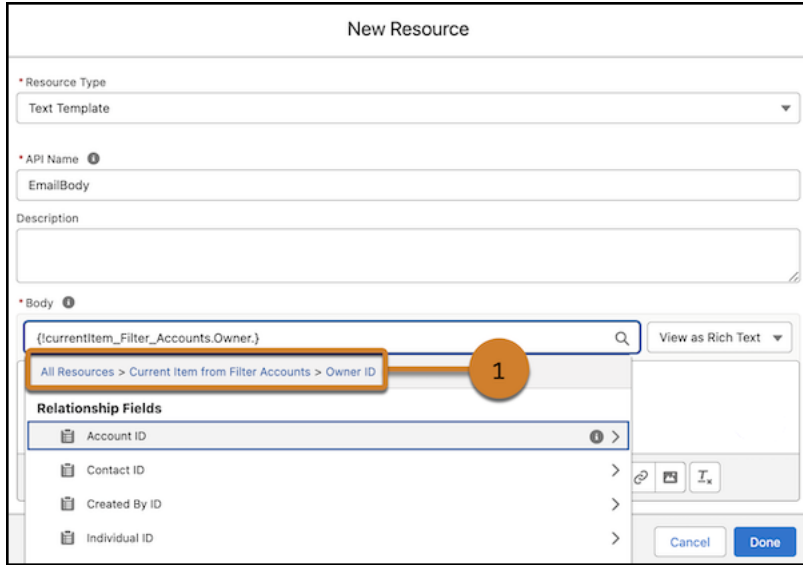 New Resource
* Resource Type
Text Template
* API Name
EmailBody
Description
* Body
{!currentItem_Filter_Accounts.Owner.}
View as Rich Text
All Resources > Current Item from Filter Accounts > Owner ID
1
Relationship Fields
Account ID
Contact ID
Created By ID
Individual ID
Cancel
Done